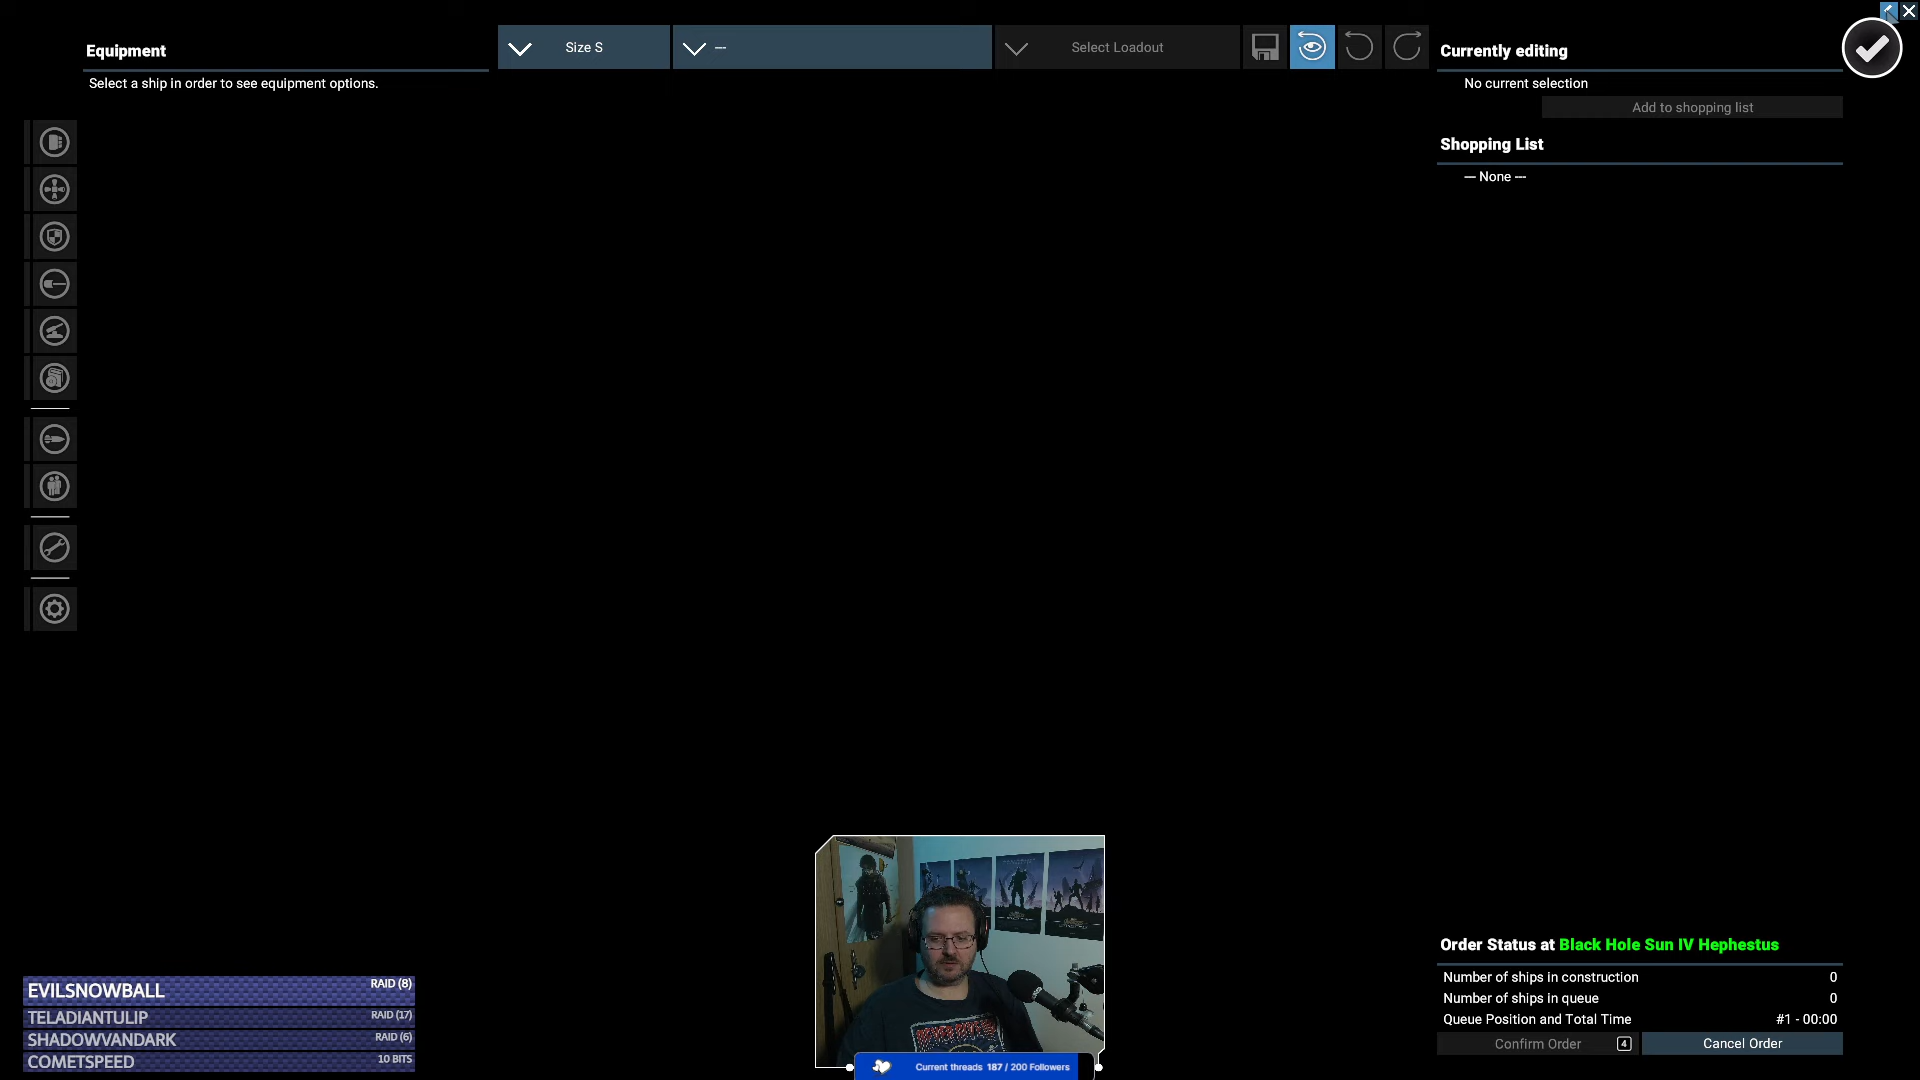 Equipment
Select a ship in order to see equipment options.
Size S
---
Select Loadout
Currently editing
No current selection
Add to shopping list
Shopping List
--- None ---
Order Status at Black Hole Sun IV Hephestus
Number of ships in construction 0
Number of ships in queue 0
Queue Position and Total Time #1 - 00:00
Confirm Order 4
Cancel Order
EVILSNOWBALL RAID (8)
TELADIANTULIP RAID (17)
SHADOWVANDARK RAID (6)
COMETSPEED 10 BITS
Current threads 187 / 200 Followers